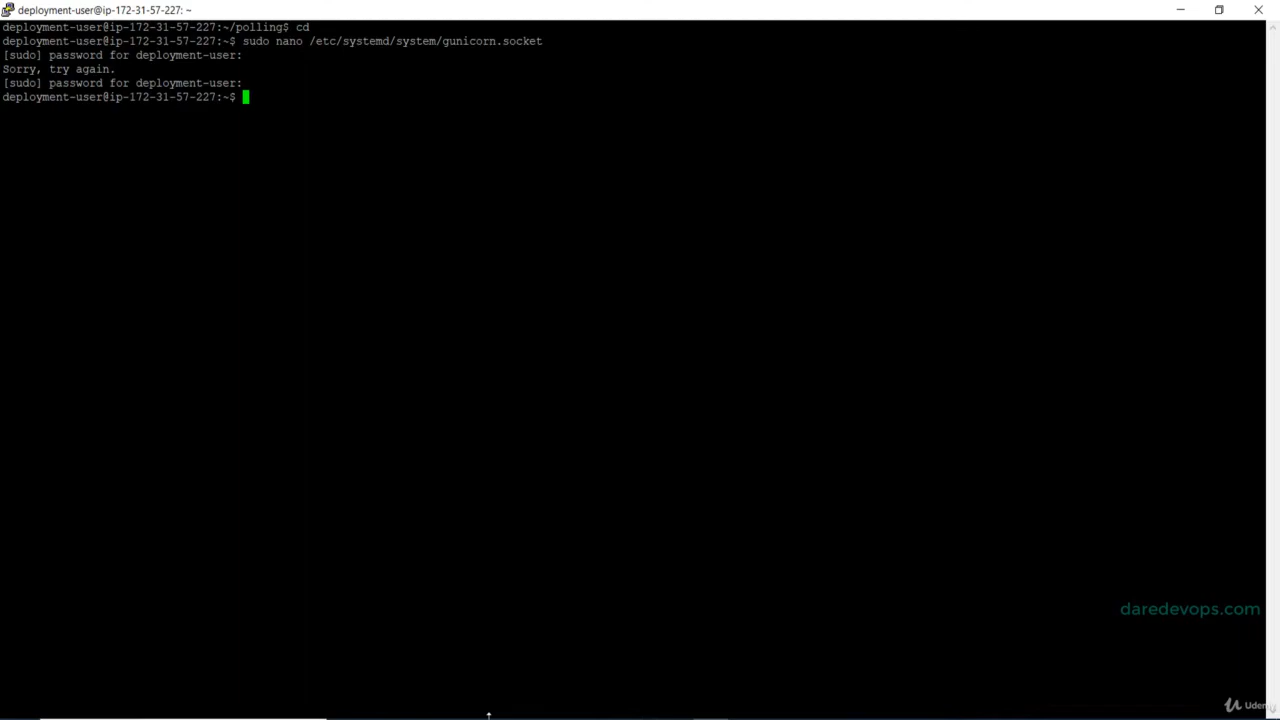 deployment-user@ip-172-31-57-227: ~
deployment-user@ip-172-31-57-227:~/polling$ cd
deployment-user@ip-172-31-57-227:~$ sudo nano /etc/systemd/system/gunicorn.socket
[sudo] password for deployment-user:
Sorry, try again.
[sudo] password for deployment-user:
deployment-user@ip-172-31-57-227:~$
daredevops.com
Udemy